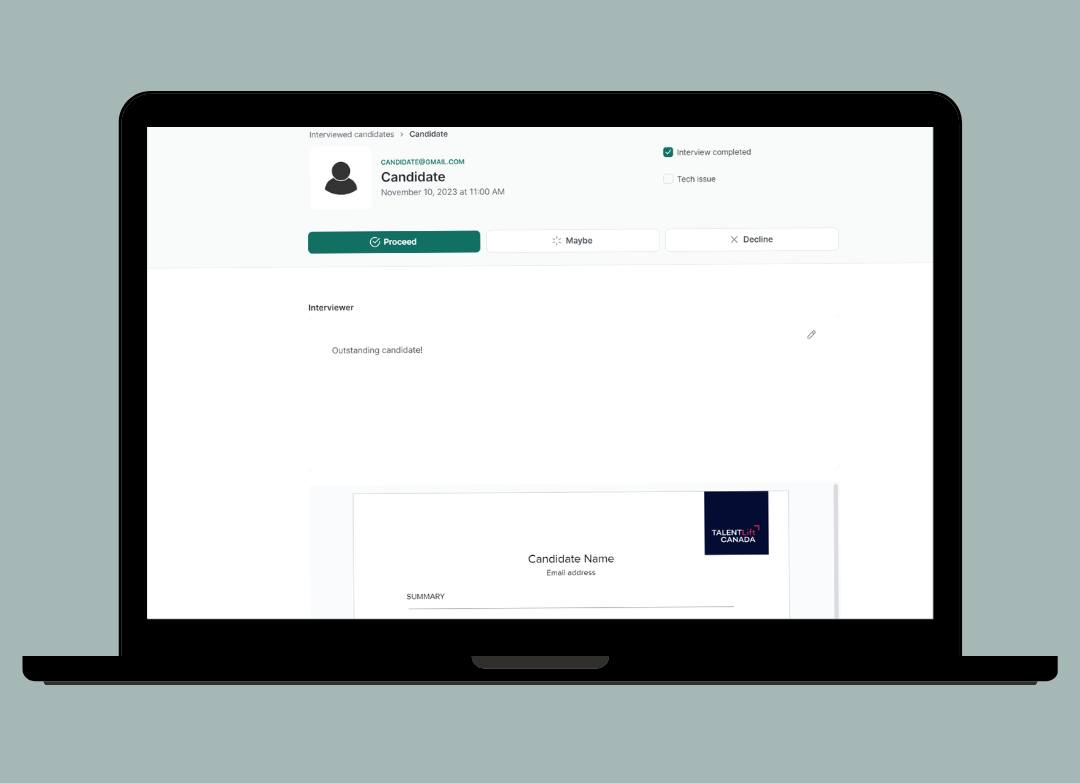 Interviewed candidates > Candidate
CANDIDATE@GMAIL.COM
Candidate
November 10, 2023 at 11:00 AM
Interview completed
Tech issue
Proceed
Maybe
Decline
Interviewer
Outstanding candidate!
TALENTLift
CANADA
Candidate Name
Email address
SUMMARY